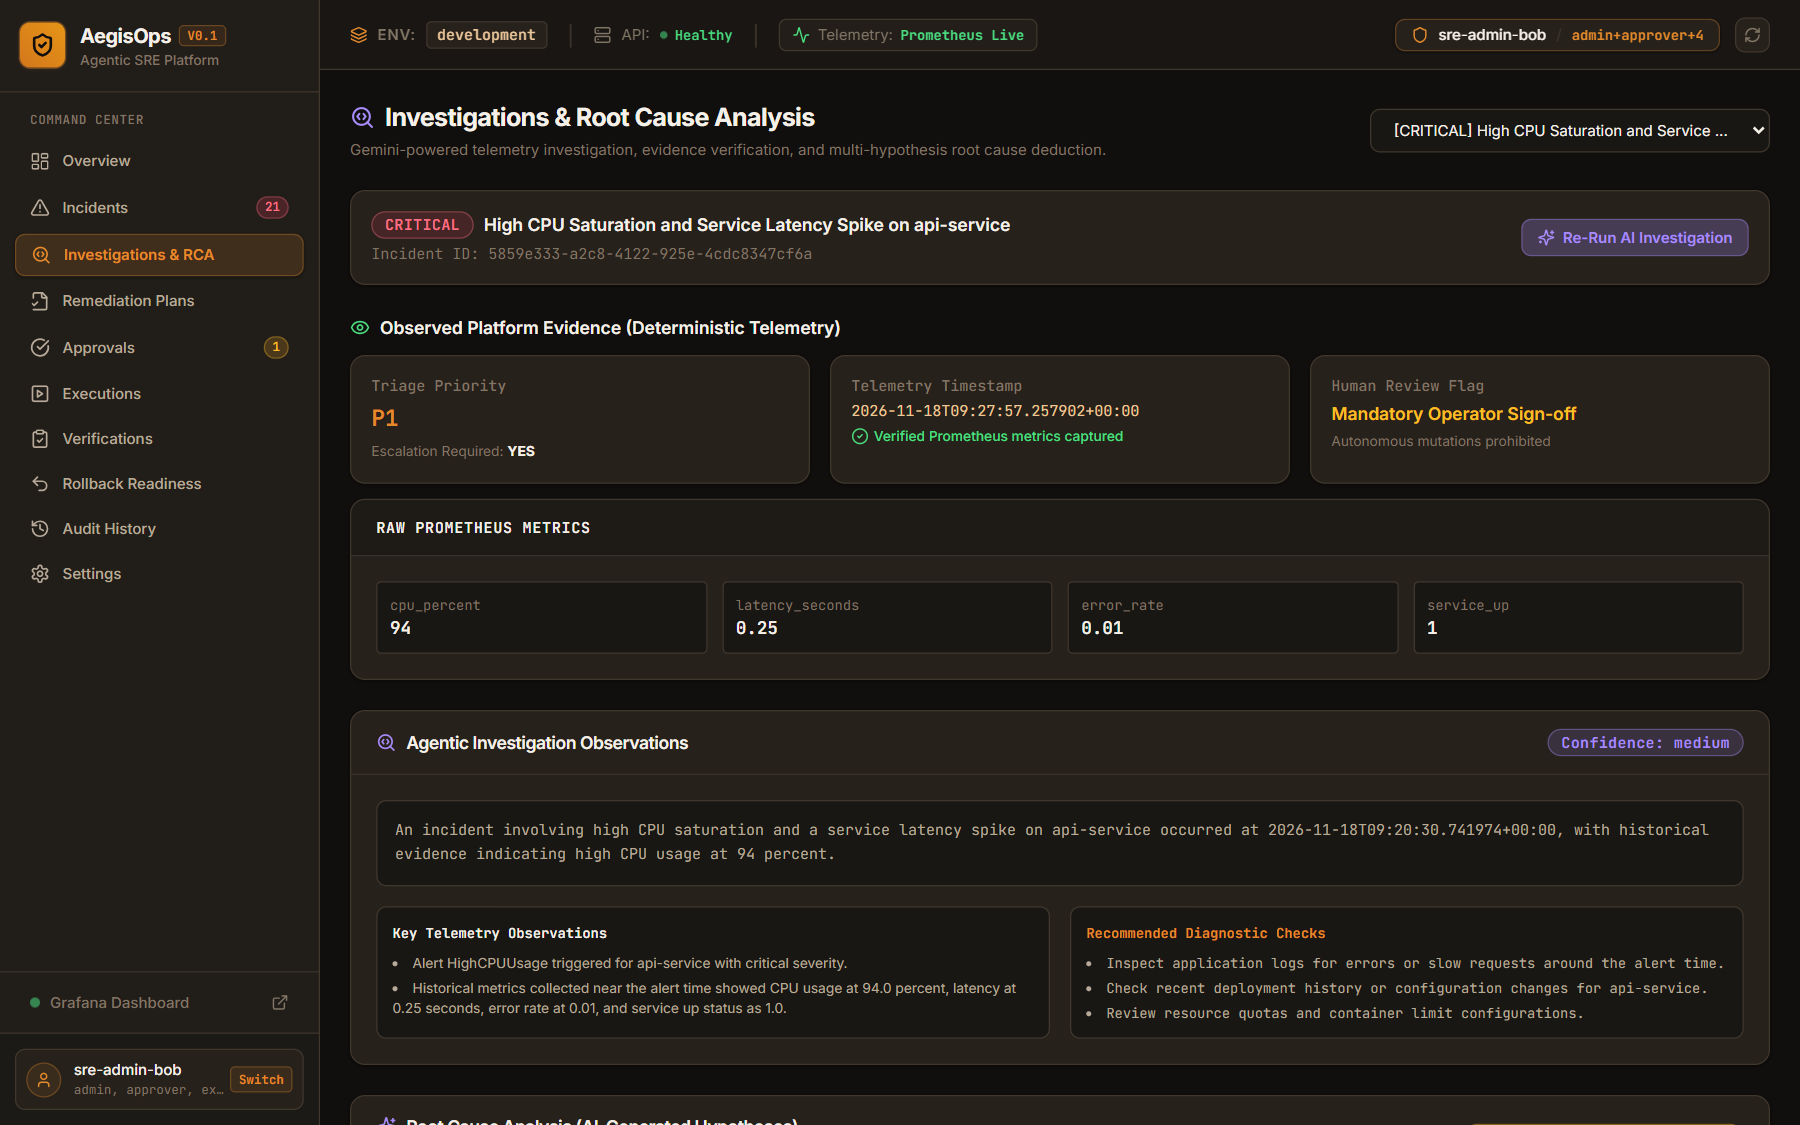 AegisOps V0.1
Agentic SRE Platform
ENV: development
API: Healthy
Telemetry: Prometheus Live
sre-admin-bob / admin+approver+4
COMMAND CENTER
Overview
Incidents 21
Investigations & RCA
Remediation Plans
Approvals 1
Executions
Verifications
Rollback Readiness
Audit History
Settings
Grafana Dashboard
sre-admin-bob
admin, approver, ex…
Switch
Investigations & Root Cause Analysis
Gemini-powered telemetry investigation, evidence verification, and multi-hypothesis root cause deduction.
[CRITICAL] High CPU Saturation and Service ...
CRITICAL High CPU Saturation and Service Latency Spike on api-service
Incident ID: 5859e333-a2c8-4122-925e-4cdc8347cf6a
Re-Run AI Investigation
Observed Platform Evidence (Deterministic Telemetry)
Triage Priority
P1
Escalation Required: YES
Telemetry Timestamp
2026-11-18T09:27:57.257902+00:00
Verified Prometheus metrics captured
Human Review Flag
Mandatory Operator Sign-off
Autonomous mutations prohibited
RAW PROMETHEUS METRICS
cpu_percent
94
latency_seconds
0.25
error_rate
0.01
service_up
1
Agentic Investigation Observations
Confidence: medium
An incident involving high CPU saturation and a service latency spike on api-service occurred at 2026-11-18T09:20:30.741974+00:00, with historical
evidence indicating high CPU usage at 94 percent.
Key Telemetry Observations
• Alert HighCPUUsage triggered for api-service with critical severity.
• Historical metrics collected near the alert time showed CPU usage at 94.0 percent, latency at
0.25 seconds, error rate at 0.01, and service up status as 1.0.
Recommended Diagnostic Checks
• Inspect application logs for errors or slow requests around the alert time.
• Check recent deployment history or configuration changes for api-service.
• Review resource quotas and container limit configurations.
Root Cause Analysis (AI-Generated Hypotheses)